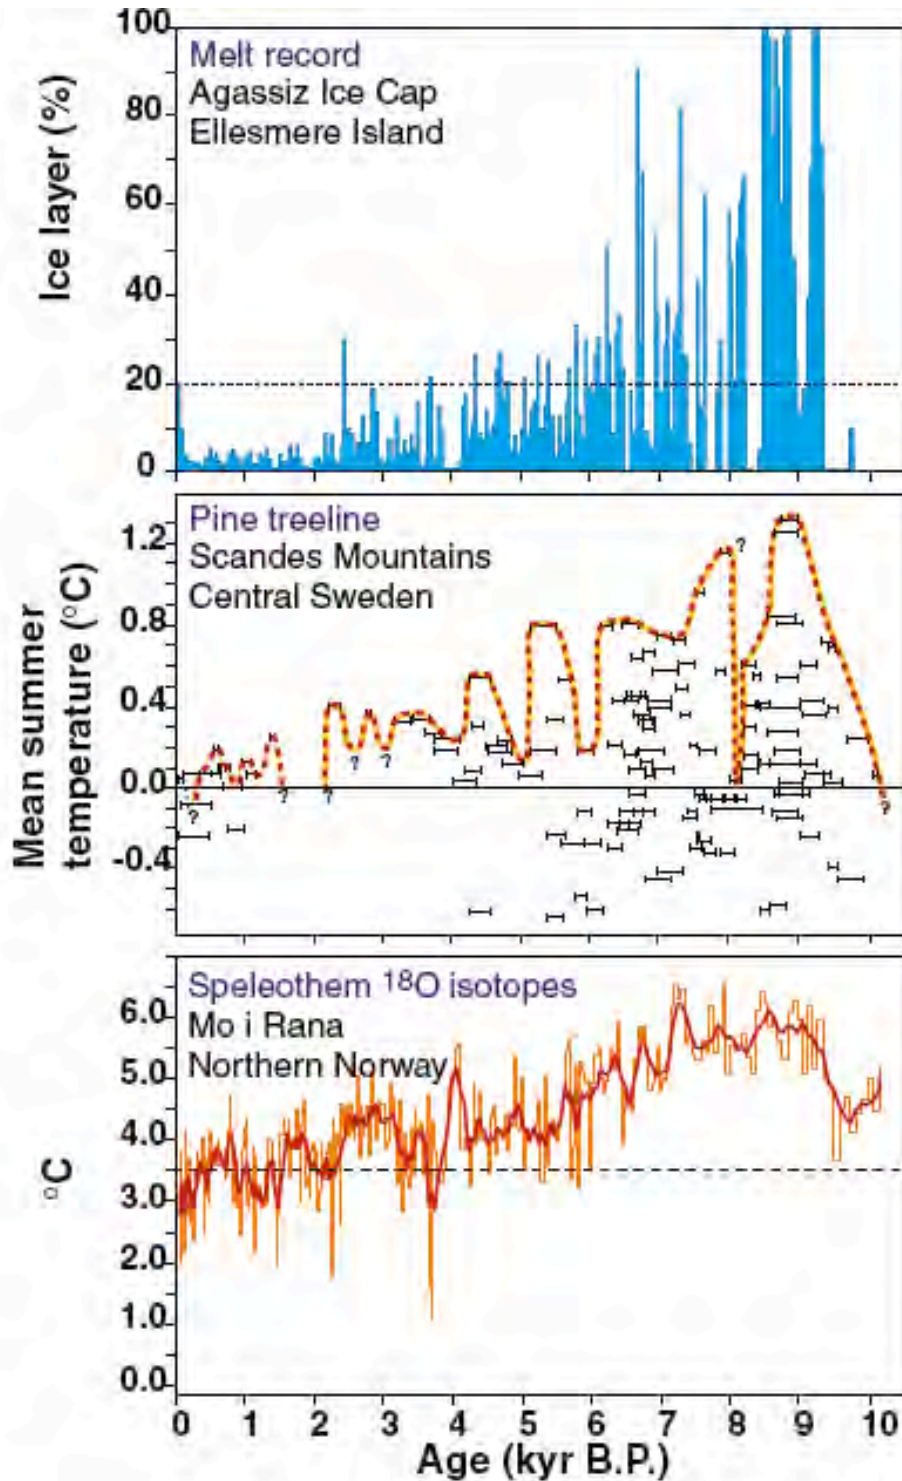 100
80
60
40
20
0
Ice layer (%)
Melt record
Agassiz Ice Cap
Ellesmere Island
1.2
0.8
0.4
0.0
-0.4
Mean summer
temperature (°C)
Pine treeline
Scandes Mountains
Central Sweden
?
?
?
?
?
?
?
6.0
5.0
4.0
3.0
2.0
1.0
0.0
°C
Speleothem ¹⁸O isotopes
Mo i Rana
Northern Norway
0 1 2 3 4 5 6 7 8 9 10
Age (kyr B.P.)